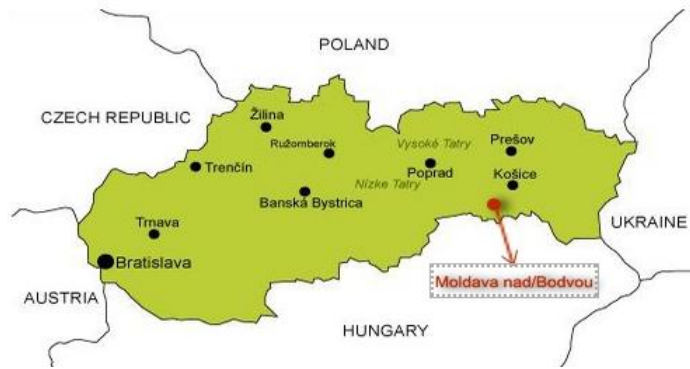 POLAND
CZECH REPUBLIC
Žilina
Ružomberok
Vysoké Tatry
Prešov
Trenčín
Poprad
Košice
Nízke Talry
Banská Bystrica
Trnava
UKRAINE
Bratislava
Moldava nad/Bodvou
AUSTRIA
HUNGARY